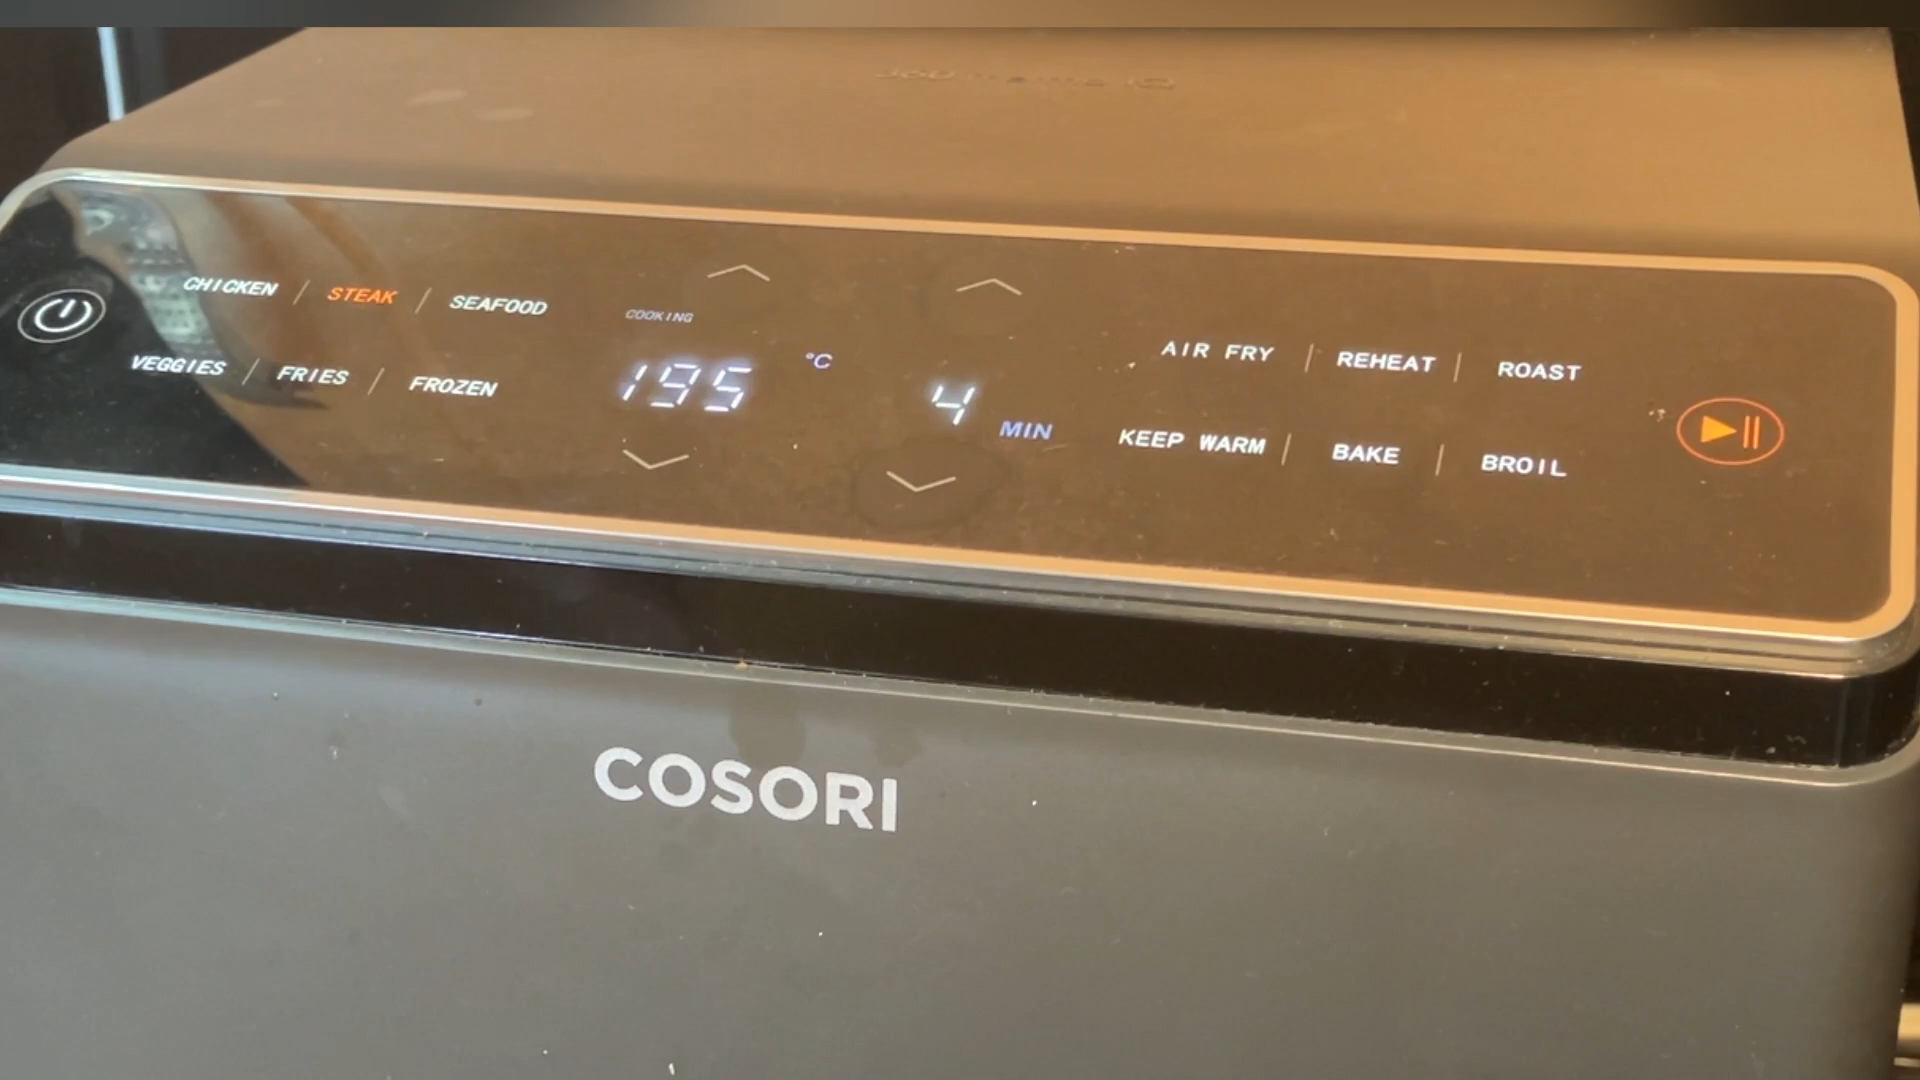 CHICKEN / STEAK / SEAFOOD
VEGGIES / FRIES / FROZEN
COOKING
195 °C
4 MIN
AIR FRY | REHEAT | ROAST
KEEP WARM | BAKE | BROIL
COSORI